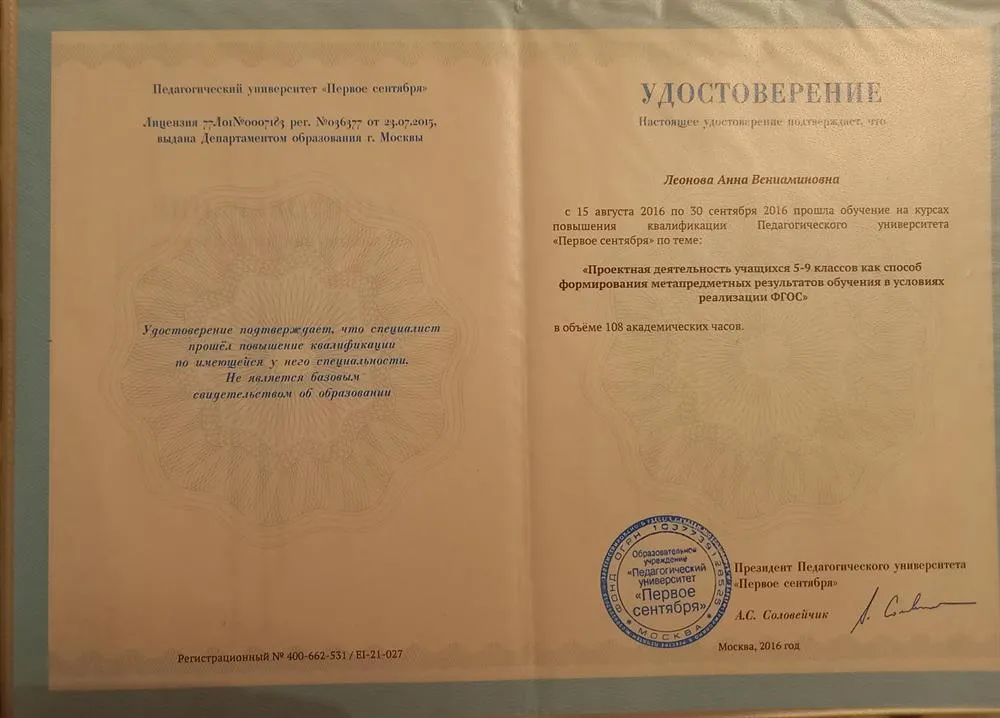 Педагогический университет «Первое сентября»
Лицензия 77Л01№0007183 рег. №036377 от 23.07.2015,
выдана Департаментом образования г. Москвы
Удостоверение подтверждает, что специалист
прошёл повышение квалификации
по имеющейся у него специальности.
Не является базовым
свидетельством об образовании
Регистрационный № 400-662-531 / EI-21-027
УДОСТОВЕРЕНИЕ
Настоящее удостоверение подтверждает, что
Леонова Анна Вениаминовна
с 15 августа 2016 по 30 сентября 2016 прошла обучение на курсах
повышения квалификации Педагогического университета
«Первое сентября» по теме:
«Проектная деятельность учащихся 5-9 классов как способ
формирования метапредметных результатов обучения в условиях
реализации ФГОС»
в объёме 108 академических часов.
ФОНД ОГРН 1037739128525
Образовательное
учреждение
«Педагогический
университет
«Первое
сентября»
МОСКВА
Президент Педагогического университета
«Первое сентября»
А.С. Соловейчик
Москва, 2016 год